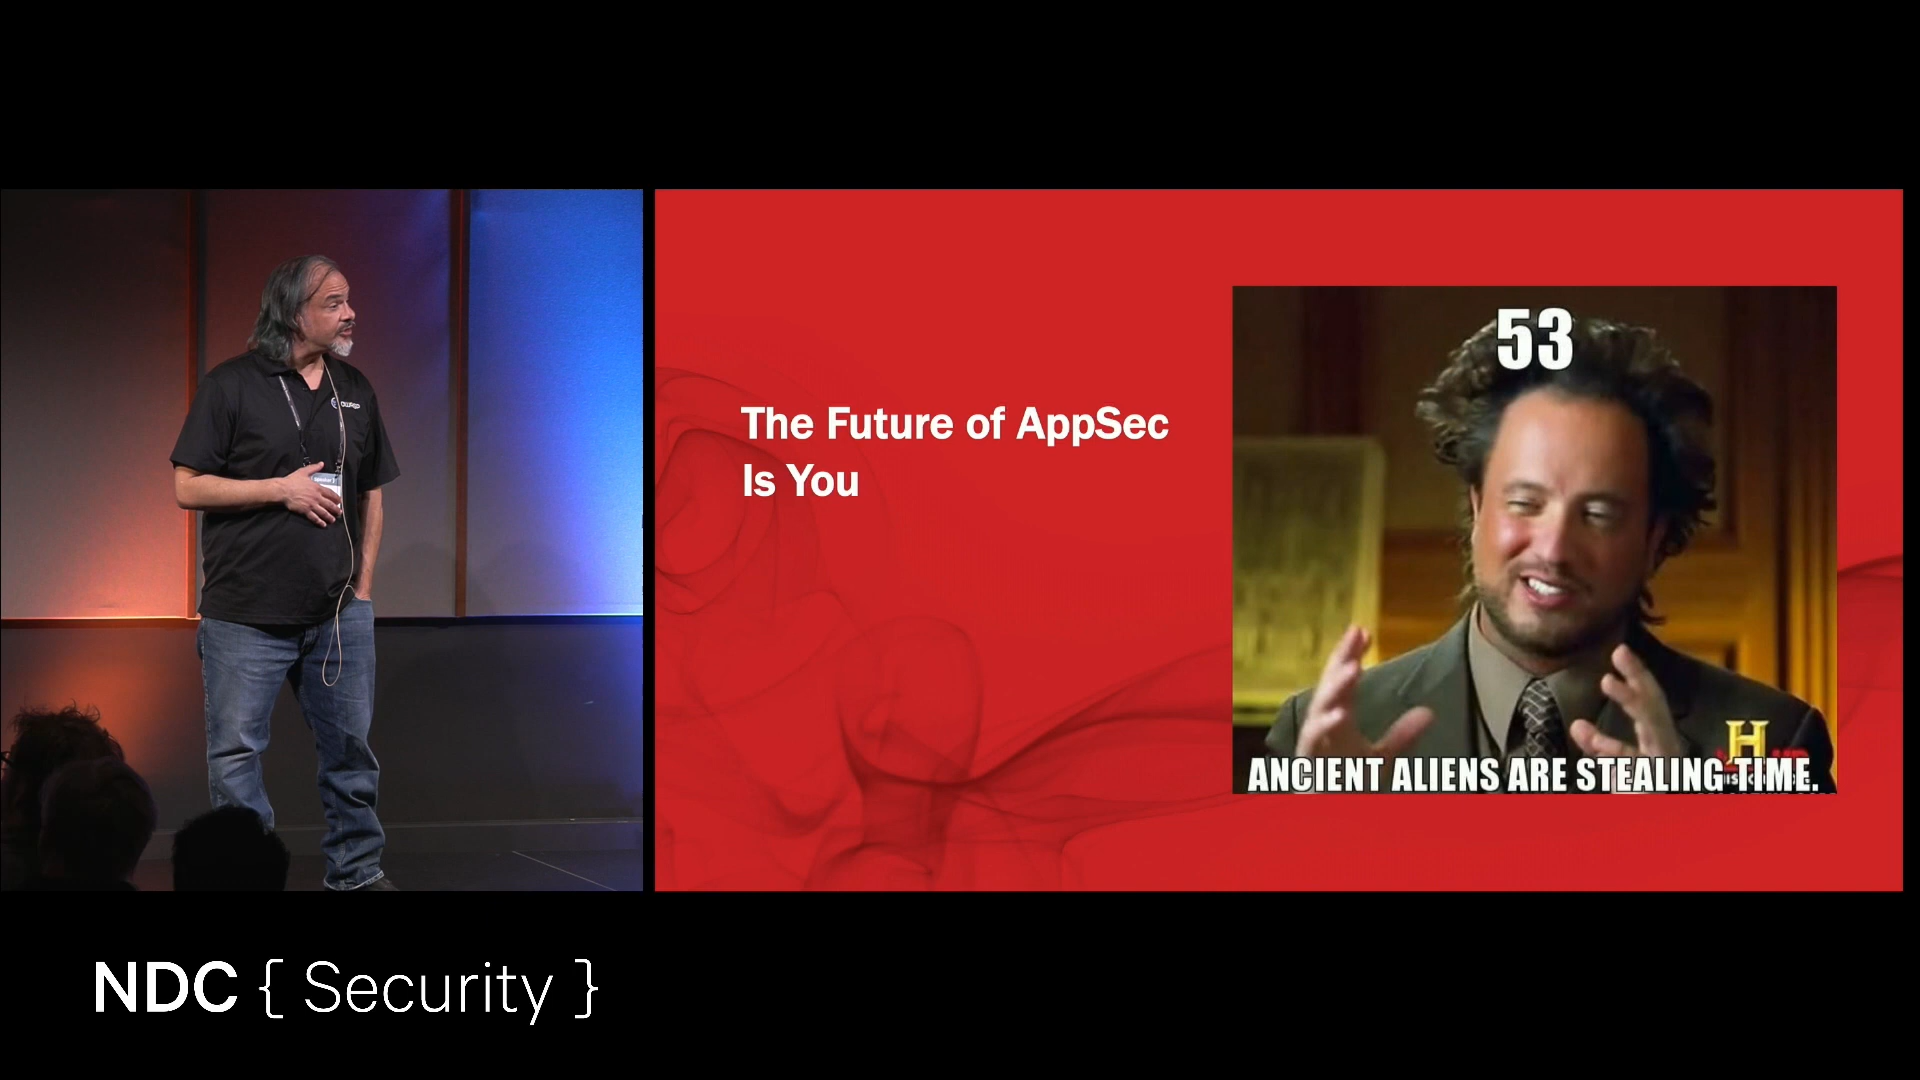 53
The Future of AppSec
Is You
ANCIENT ALIENS ARE STEALING TIME.
H
NDC { Security }